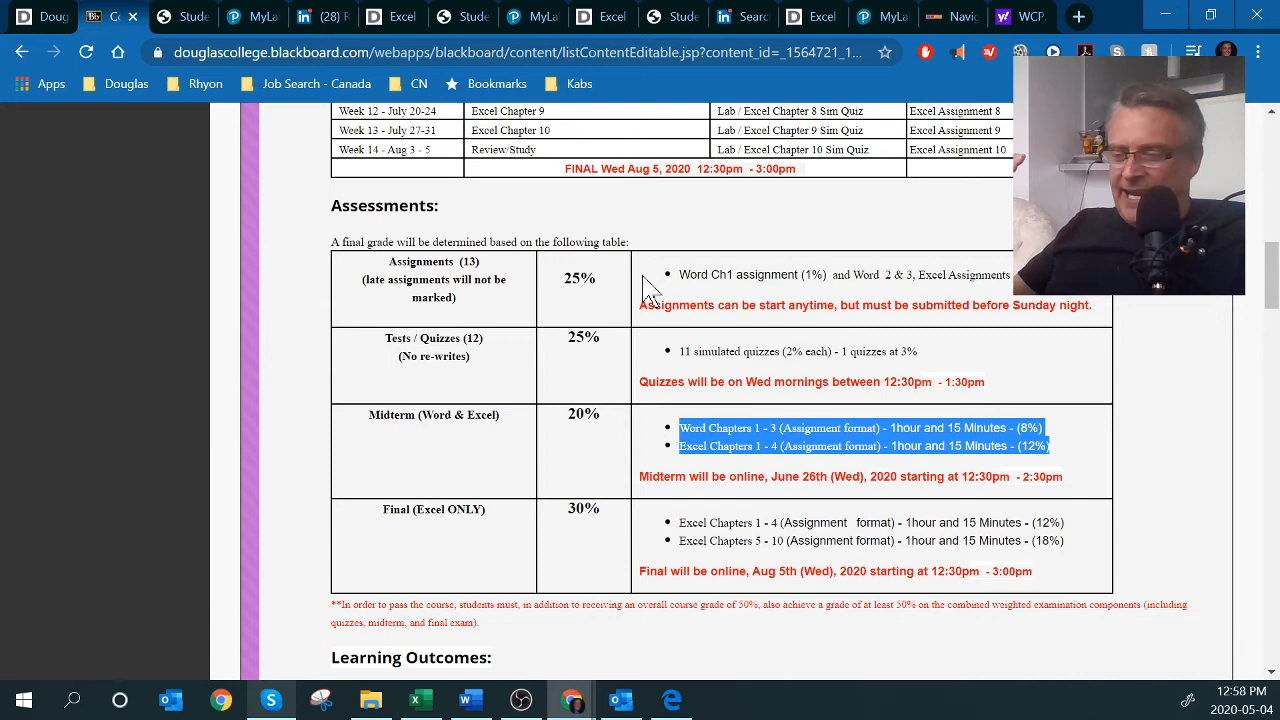 Doug
Co
Stude
MyLa
(28) R
Excel
Stude
MyLa
Excel
Stude
Searc
Excel
MyLa
Navig
WCP.
douglascollege.blackboard.com/webapps/blackboard/content/listContentEditable.jsp?content_id=_1564721_1...
Apps
Douglas
Rhyon
Job Search - Canada
CN
Bookmarks
Kabs
Week 12 - July 20-24 Excel Chapter 9 Lab / Excel Chapter 8 Sim Quiz Excel Assignment 8
Week 13 - July 27-31 Excel Chapter 10 Lab / Excel Chapter 9 Sim Quiz Excel Assignment 9
Week 14 - Aug 3 - 5 Review/Study Lab / Excel Chapter 10 Sim Quiz Excel Assignment 10
FINAL Wed Aug 5, 2020 12:30pm - 3:00pm
Assessments:
A final grade will be determined based on the following table:
Assignments (13)
(late assignments will not be
marked)
25%
Word Ch1 assignment (1%) and Word 2 & 3, Excel Assignments
Assignments can be start anytime, but must be submitted before Sunday night.
Tests / Quizzes (12)
(No re-writes)
25%
11 simulated quizzes (2% each) - 1 quizzes at 3%
Quizzes will be on Wed mornings between 12:30pm - 1:30pm
Midterm (Word & Excel)
20%
Word Chapters 1 - 3 (Assignment format) - 1hour and 15 Minutes - (8%)
Excel Chapters 1 - 4 (Assignment format) - 1hour and 15 Minutes - (12%)
Midterm will be online, June 26th (Wed), 2020 starting at 12:30pm - 2:30pm
Final (Excel ONLY)
30%
Excel Chapters 1 - 4 (Assignment format) - 1hour and 15 Minutes - (12%)
Excel Chapters 5 - 10 (Assignment format) - 1hour and 15 Minutes - (18%)
Final will be online, Aug 5th (Wed), 2020 starting at 12:30pm - 3:00pm
**In order to pass the course, students must, in addition to receiving an overall course grade of 50%, also achieve a grade of at least 50% on the combined weighted examination components (including
quizzes, midterm, and final exam).
Learning Outcomes:
12:58 PM
2020-05-04